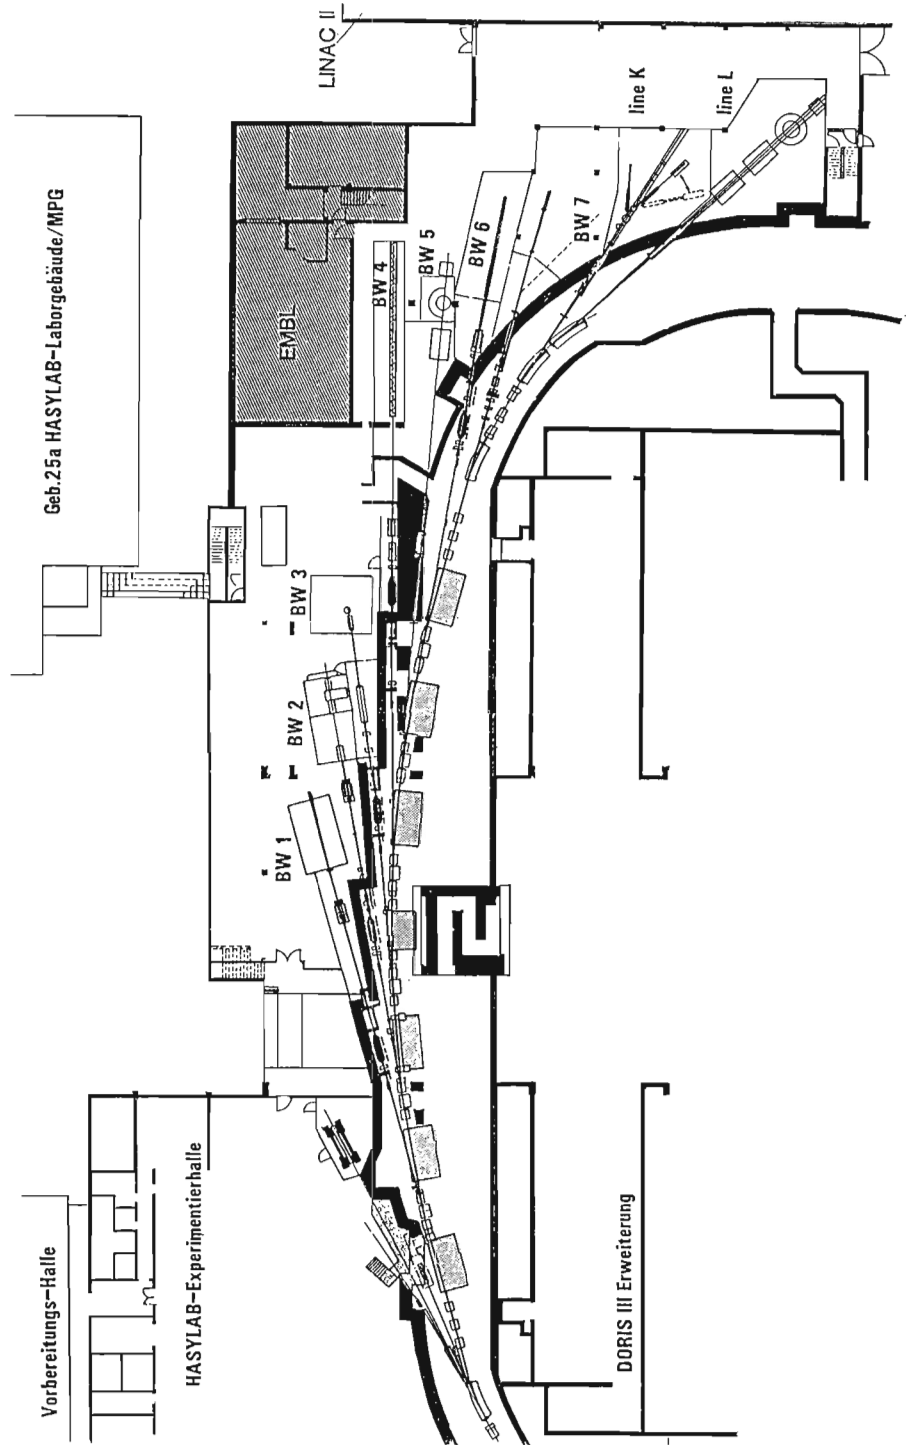 LINAC II
Geb.25a HASYLAB-Laborgebäude/MPG
EMBL
line K
line L
BW 7
BW 6
BW 5
BW 4
BW 3
BW 2
BW 1
Vorbereitungs-Halle
HASYLAB-Experimentierhalle
DORIS III Erweiterung